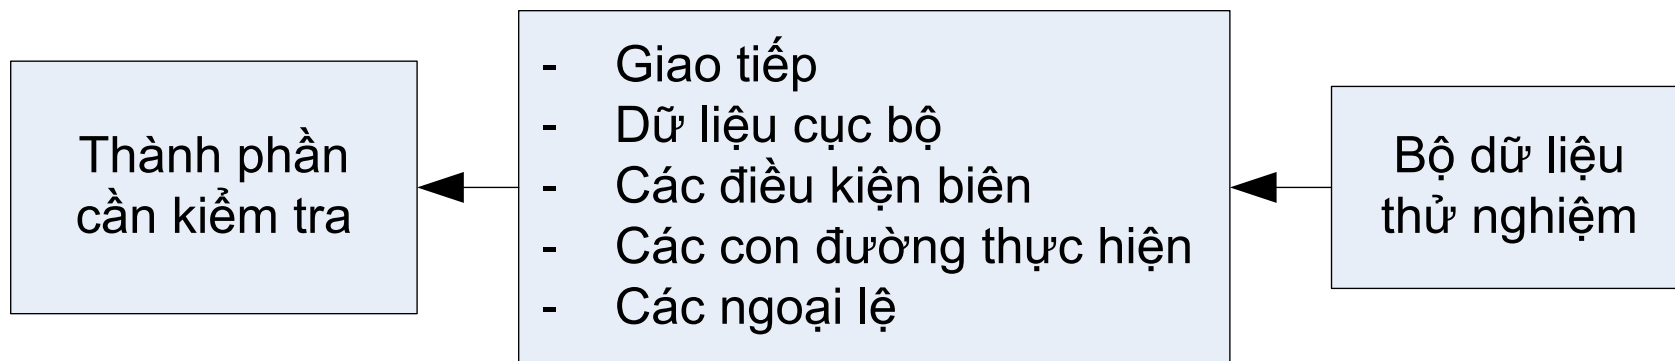 Thành phần
cần kiểm tra
- Giao tiếp
- Dữ liệu cục bộ
- Các điều kiện biên
- Các con đường thực hiện
- Các ngoại lệ
Bộ dữ liệu
thử nghiệm